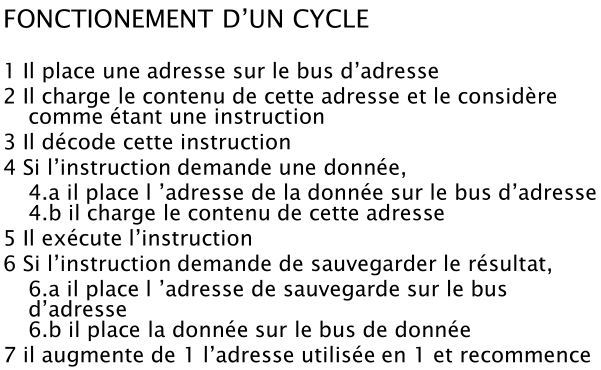 FONCTIONEMENT D’UN CYCLE
1 Il place une adresse sur le bus d’adresse
2 Il charge le contenu de cette adresse et le considère
comme étant une instruction
3 Il décode cette instruction
4 Si l’instruction demande une donnée,
4.a il place l ’adresse de la donnée sur le bus d’adresse
4.b il charge le contenu de cette adresse
5 Il exécute l’instruction
6 Si l’instruction demande de sauvegarder le résultat,
6.a il place l ’adresse de sauvegarde sur le bus
d’adresse
6.b il place la donnée sur le bus de donnée
7 il augmente de 1 l’adresse utilisée en 1 et recommence